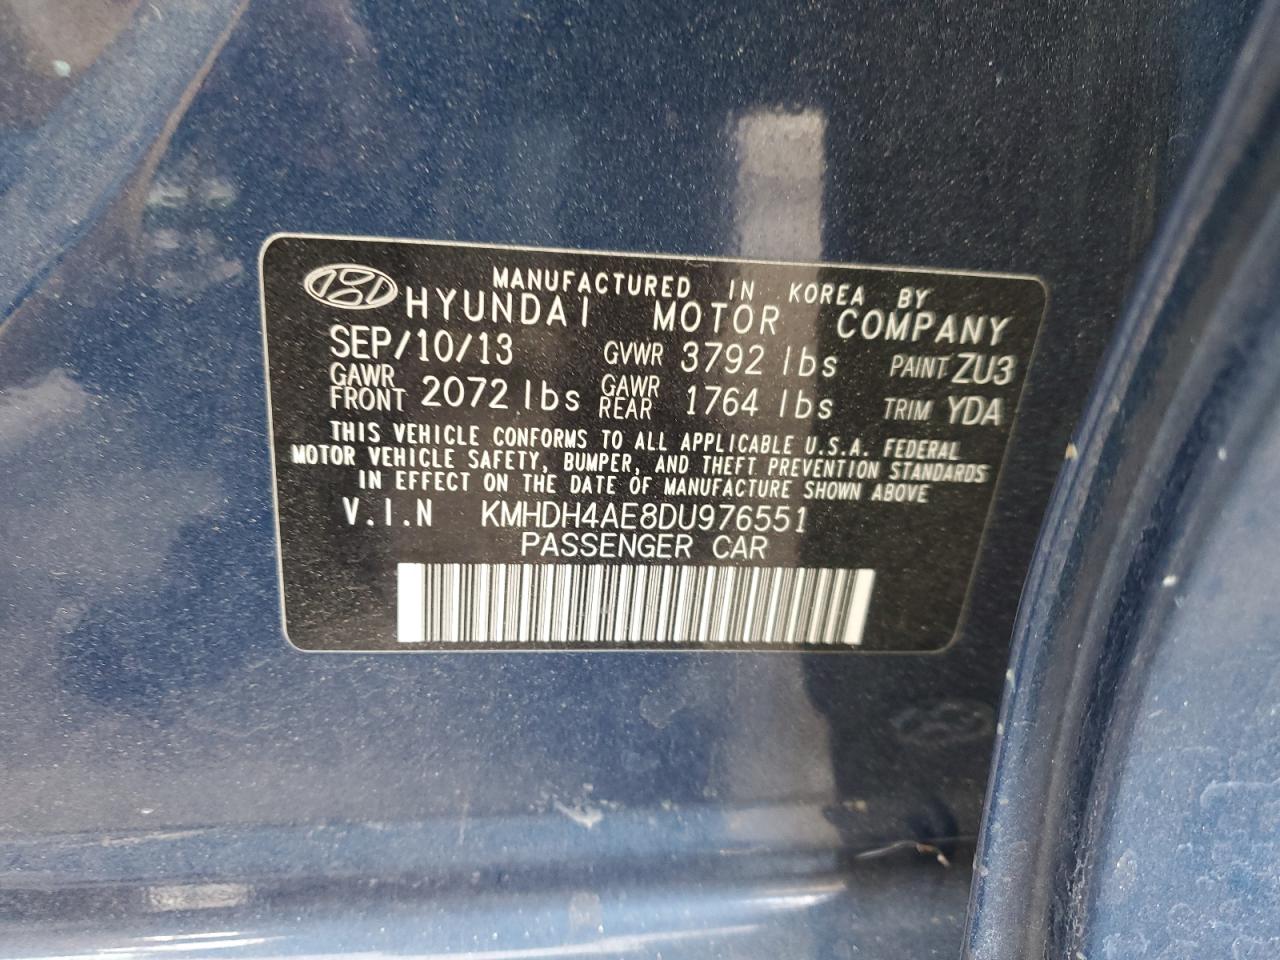 MANUFACTURED IN KOREA BY
HYUNDAI MOTOR COMPANY
SEP/10/13 GVWR 3792 lbs PAINT ZU3
GAWR FRONT 2072 lbs GAWR REAR 1764 lbs TRIM YDA
THIS VEHICLE CONFORMS TO ALL APPLICABLE U.S.A. FEDERAL
MOTOR VEHICLE SAFETY, BUMPER, AND THEFT PREVENTION STANDARDS
IN EFFECT ON THE DATE OF MANUFACTURE SHOWN ABOVE
V.I.N KMHDH4AE8DU976551
PASSENGER CAR